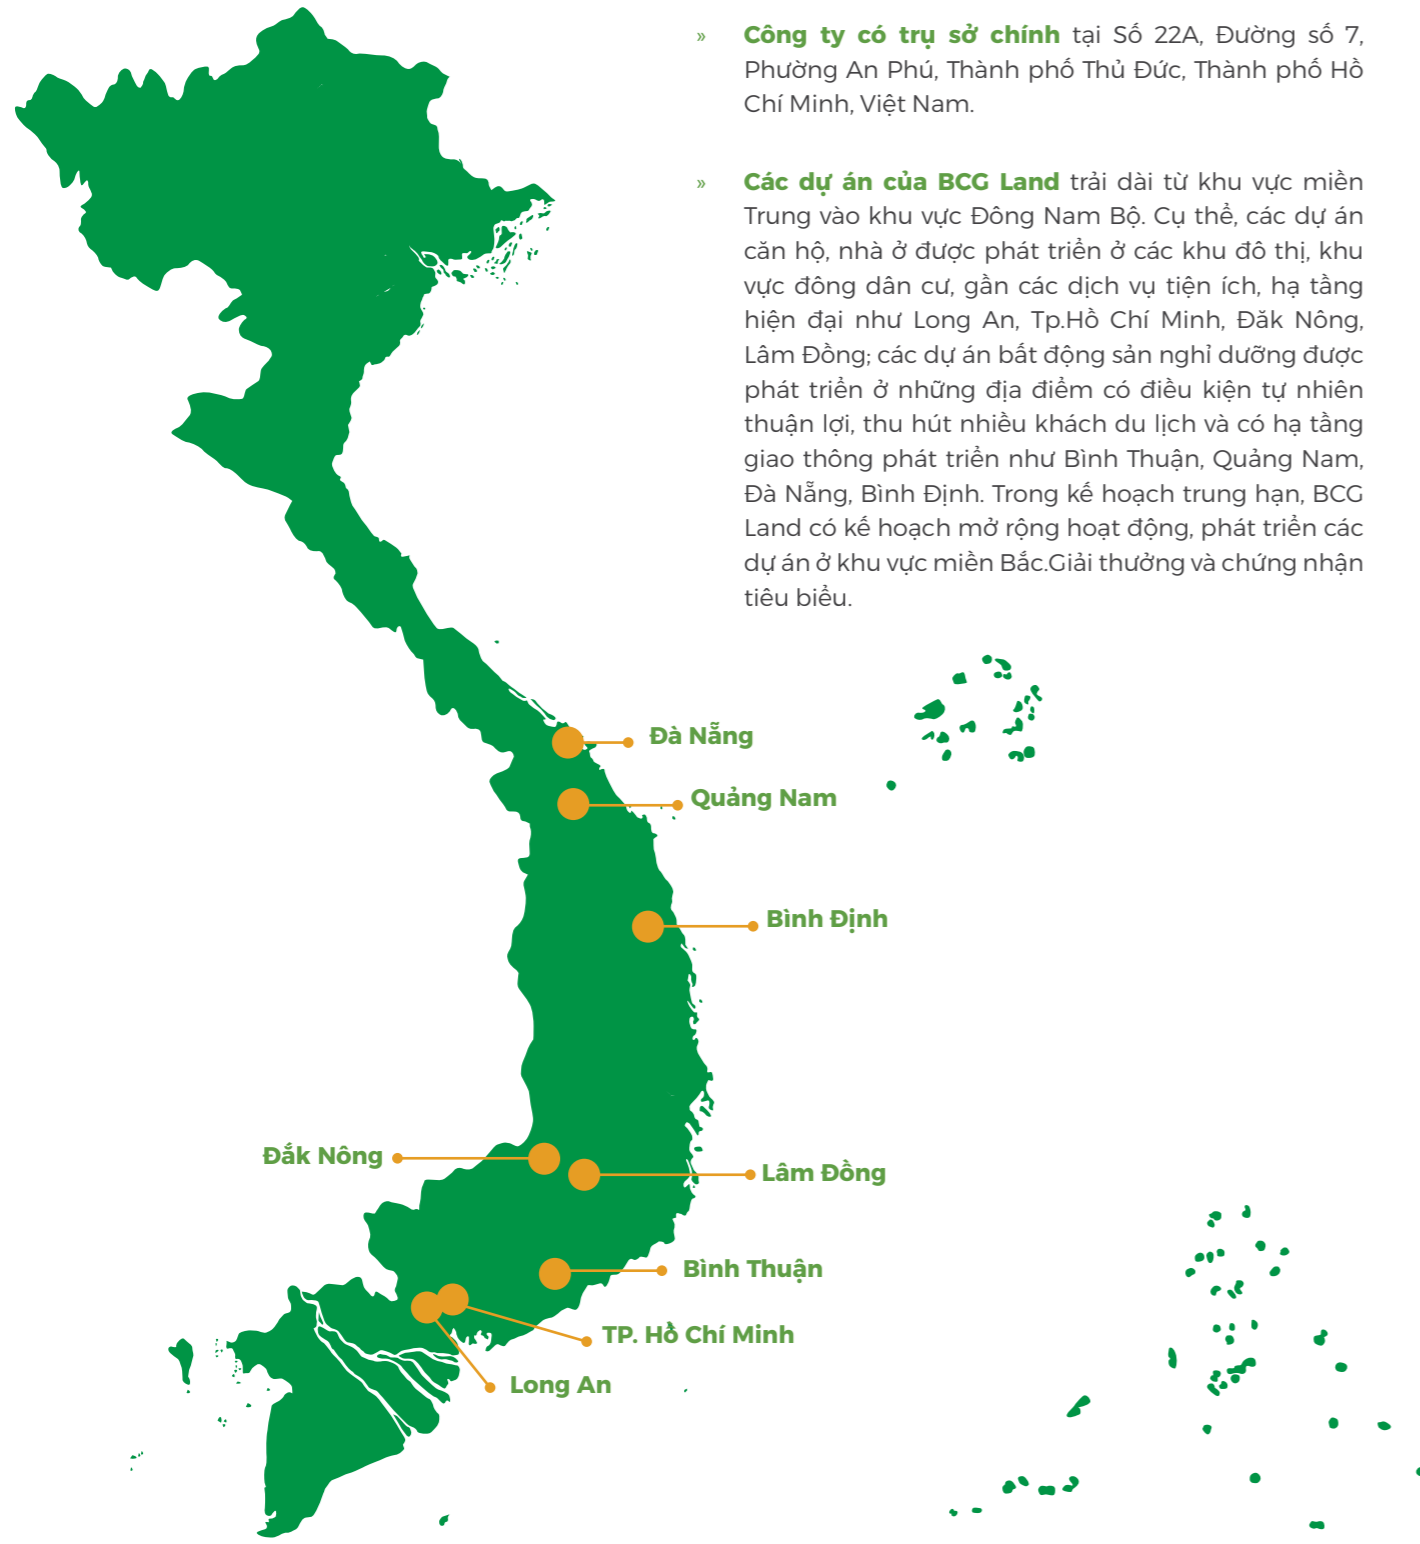 » Công ty có trụ sở chính tại Số 22A, Đường số 7,
Phường An Phú, Thành phố Thủ Đức, Thành phố Hồ
Chí Minh, Việt Nam.
» Các dự án của BCG Land trải dài từ khu vực miền
Trung vào khu vực Đông Nam Bộ. Cụ thể, các dự án
căn hộ, nhà ở được phát triển ở các khu đô thị, khu
vực đông dân cư, gần các dịch vụ tiện ích, hạ tầng
hiện đại như Long An, Tp.Hồ Chí Minh, Đăk Nông,
Lâm Đồng; các dự án bất động sản nghỉ dưỡng được
phát triển ở những địa điểm có điều kiện tự nhiên
thuận lợi, thu hút nhiều khách du lịch và có hạ tầng
giao thông phát triển như Bình Thuận, Quảng Nam,
Đà Nẵng, Bình Định. Trong kế hoạch trung hạn, BCG
Land có kế hoạch mở rộng hoạt động, phát triển các
dự án ở khu vực miền Bắc.Giải thưởng và chứng nhận
tiêu biểu.
Đà Nẵng
Quảng Nam
Bình Định
Đắk Nông
Lâm Đồng
Bình Thuận
TP. Hồ Chí Minh
Long An